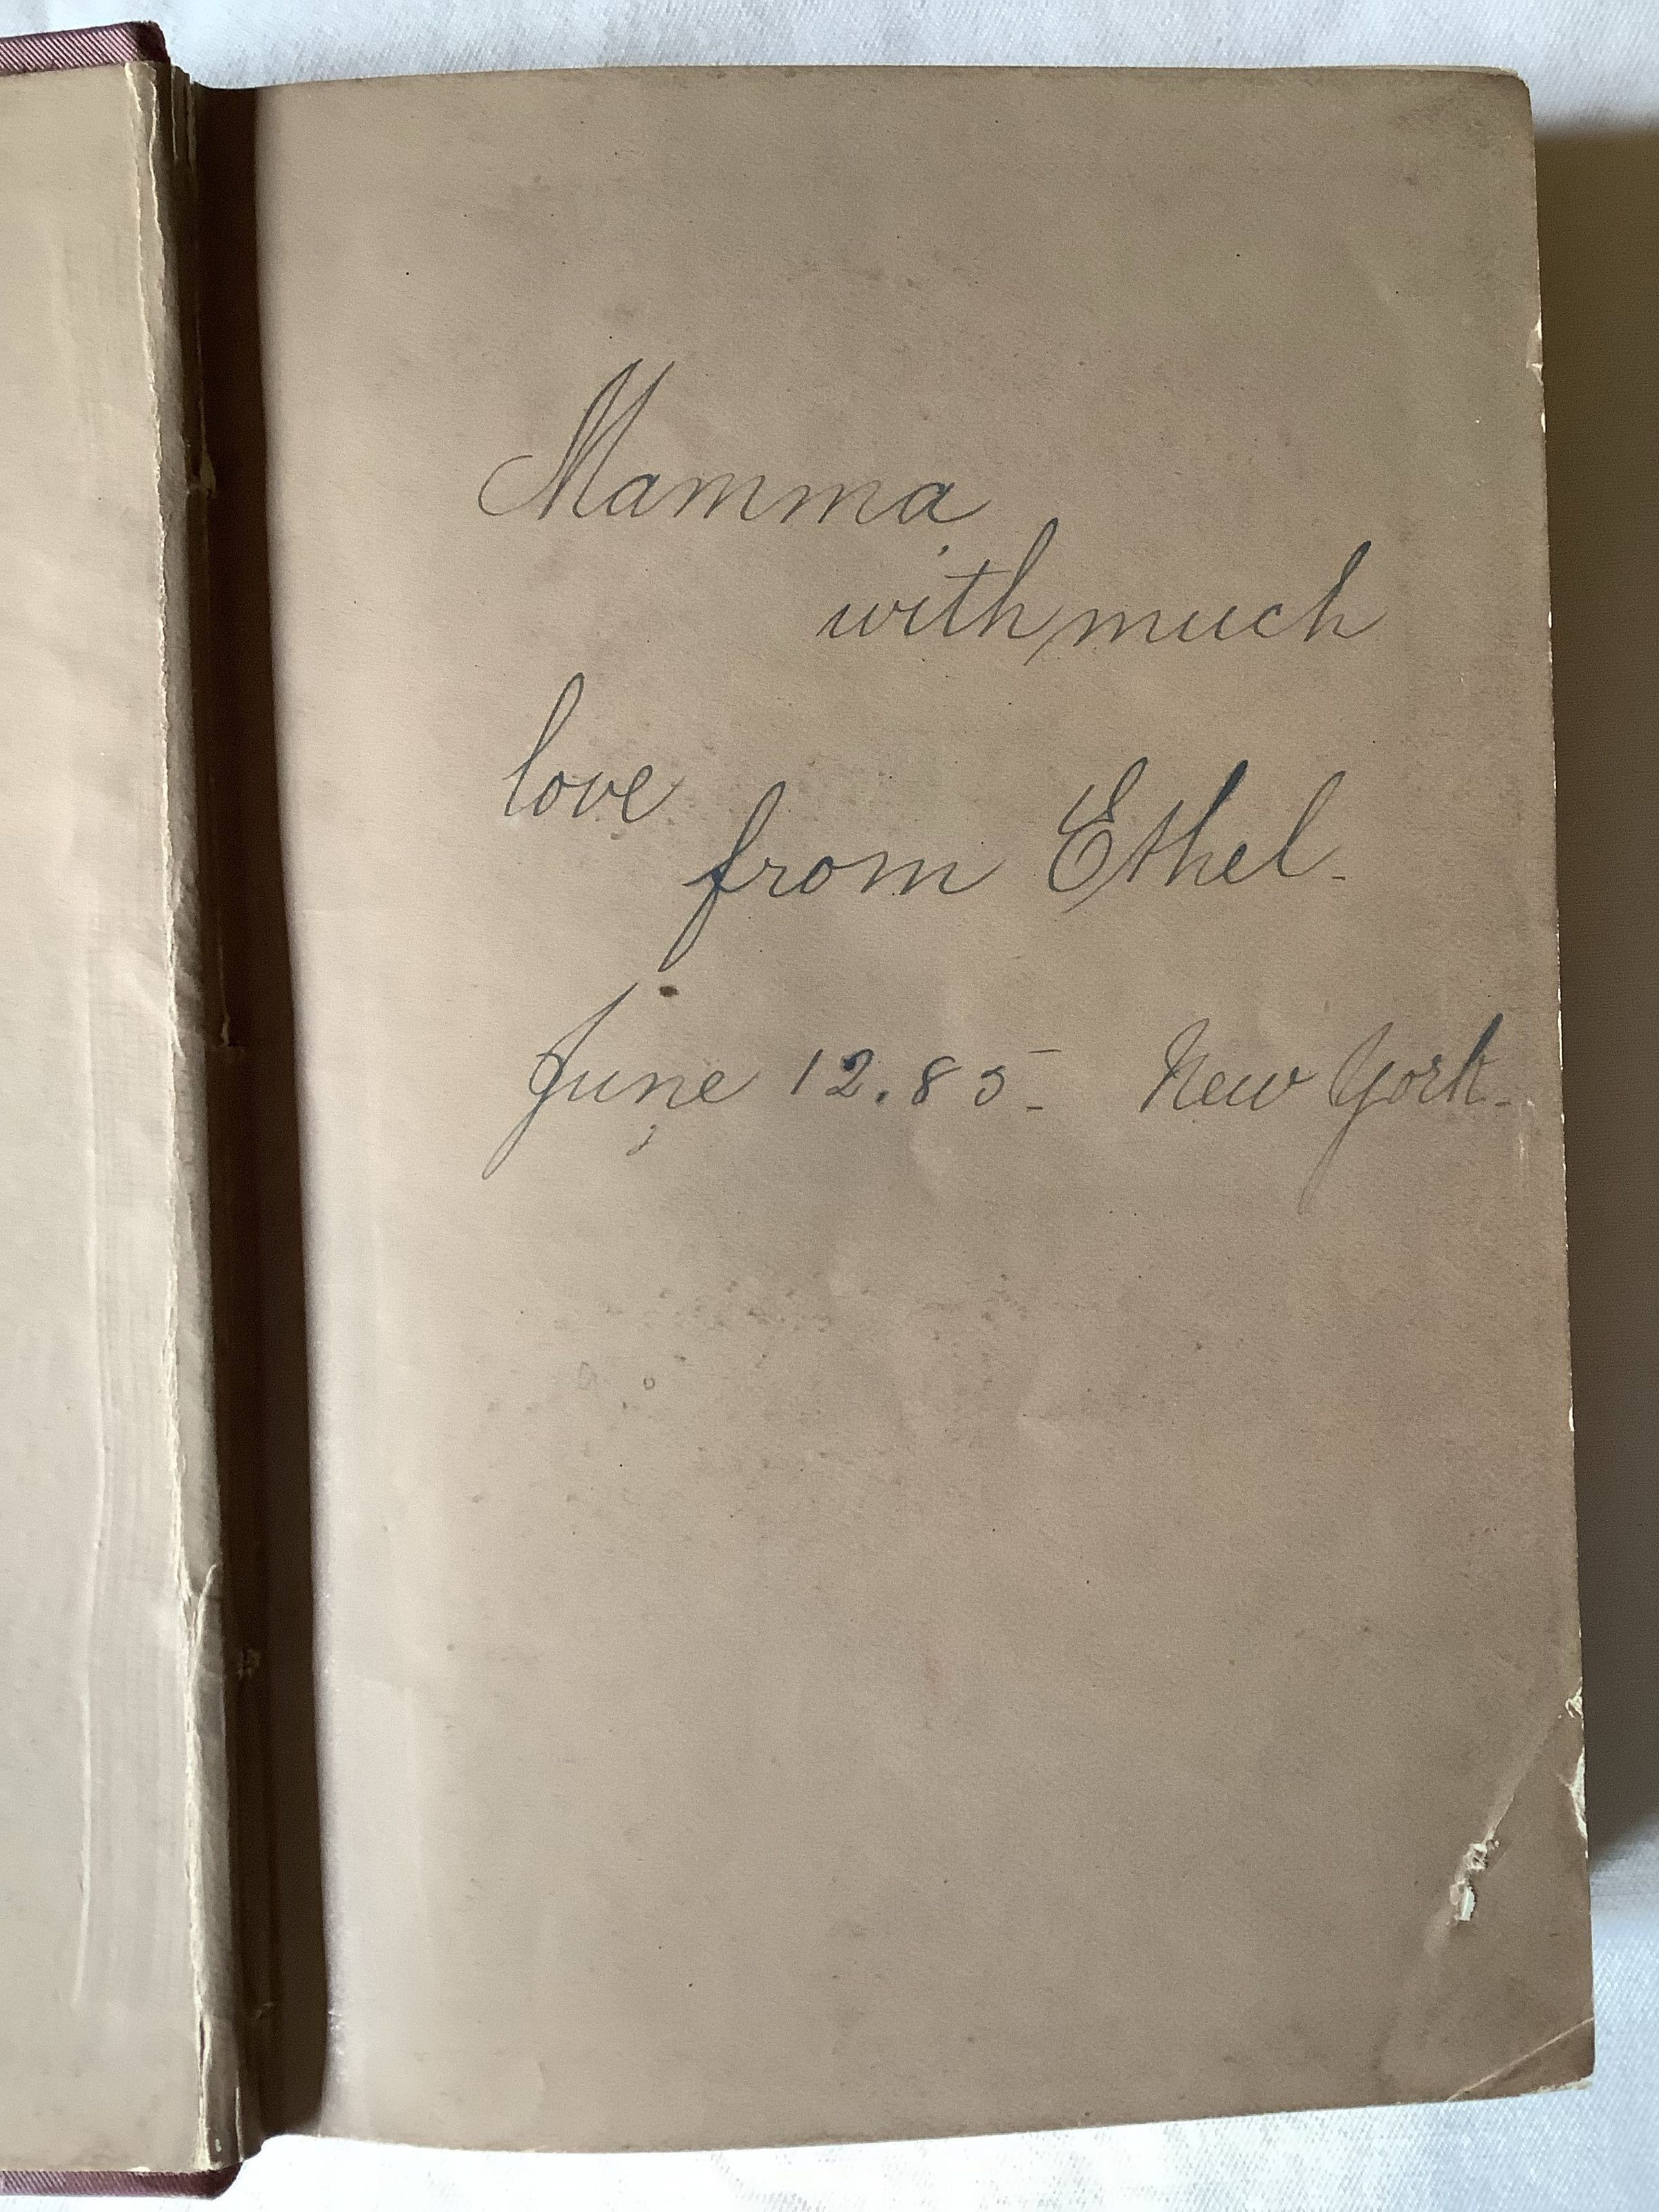 Mamma
with much
love
from Ethel.
June 12.85. New York.